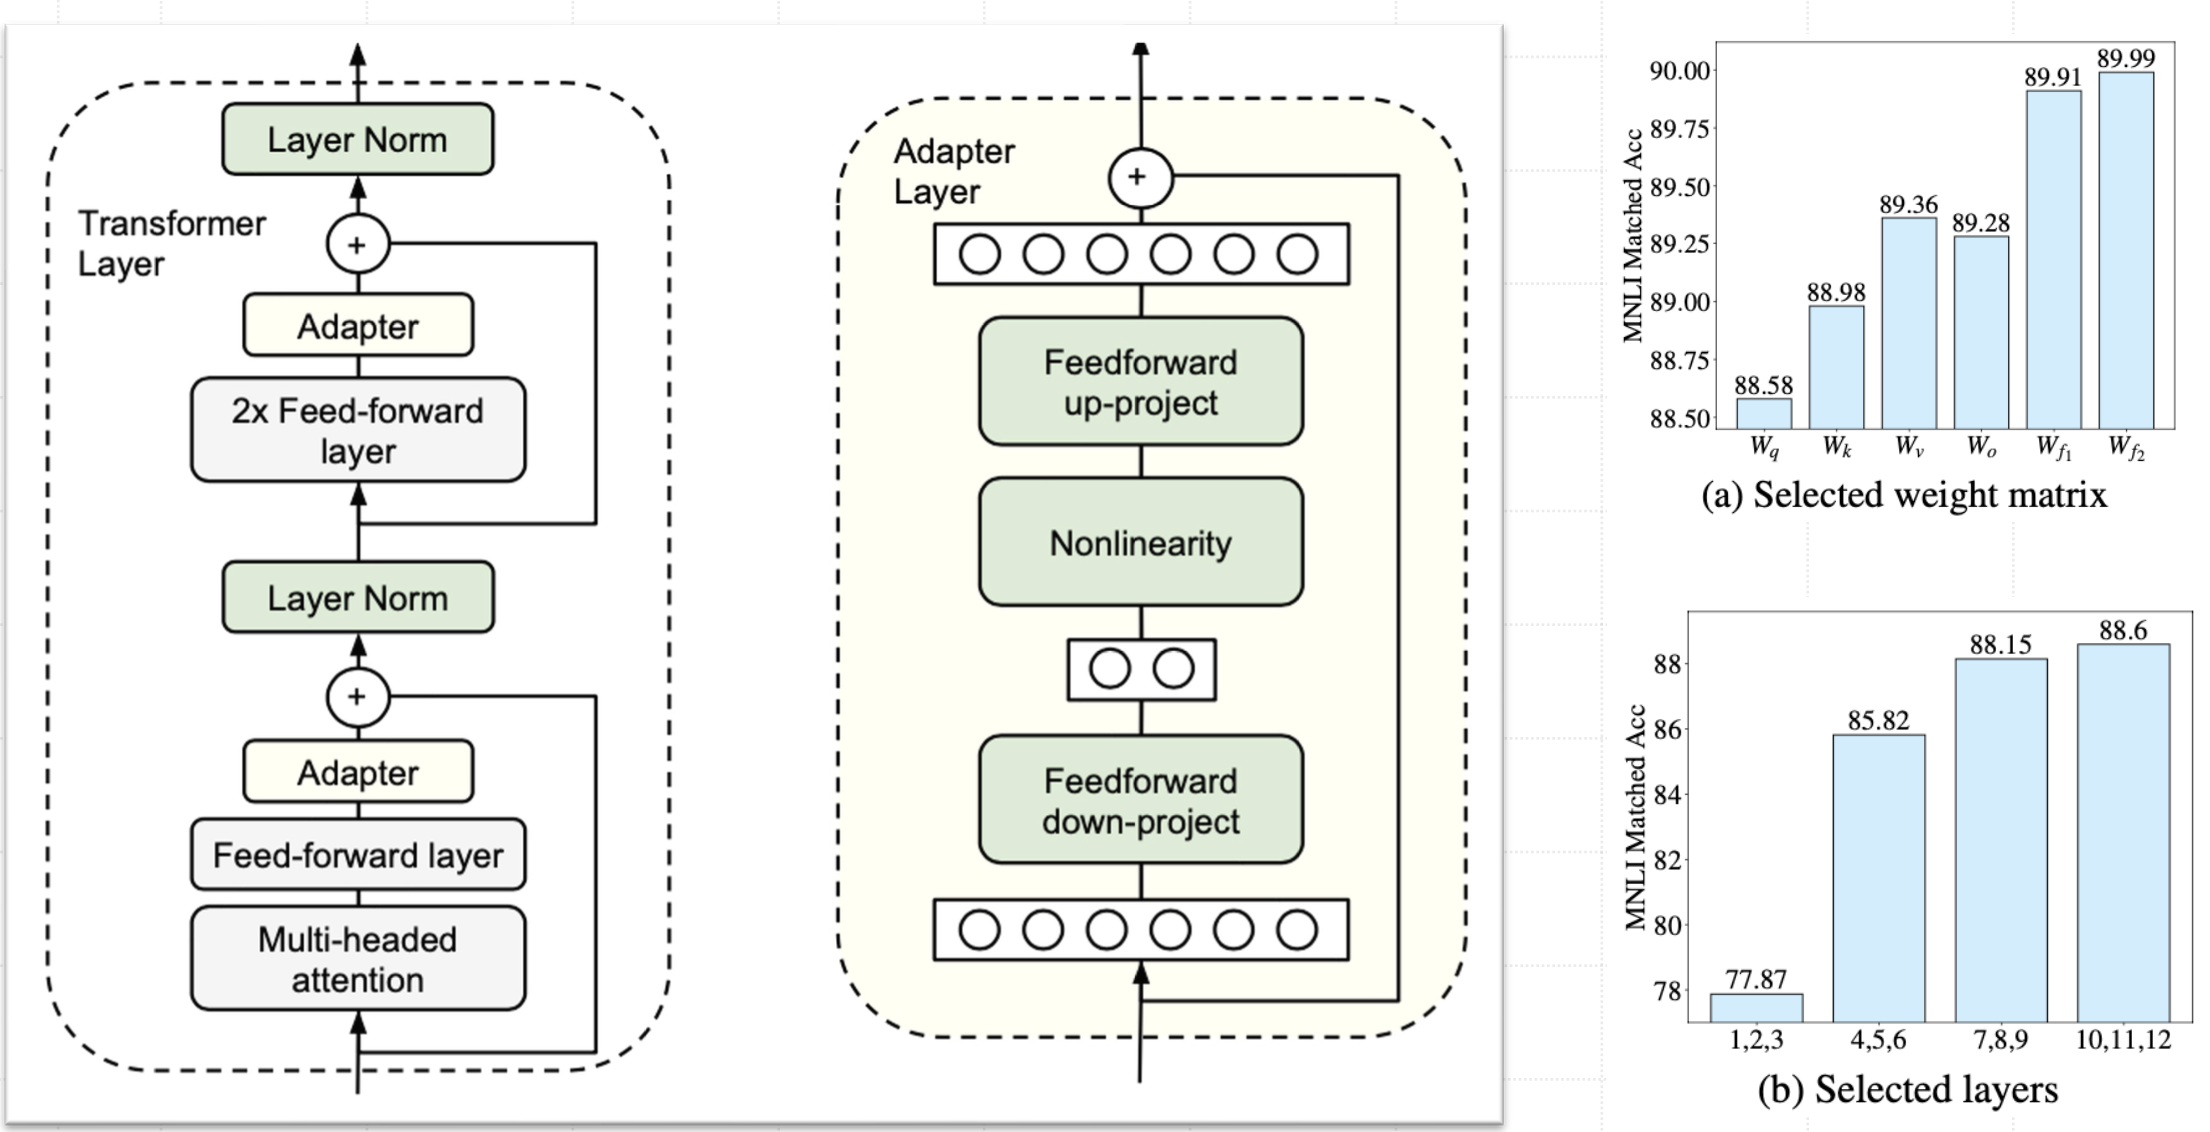 Layer Norm
Transformer
Layer
+
Adapter
2x Feed-forward
layer
Layer Norm
+
Adapter
Feed-forward layer
Multi-headed
attention
Adapter
Layer
+
Feedforward
up-project
Nonlinearity
Feedforward
down-project
MNLI Matched Acc
90.00
89.75
89.50
89.25
89.00
88.75
88.50
88.58
88.98
89.36
89.28
89.91
89.99
W_q
W_k
W_v
W_o
W_{f_1}
W_{f_2}
(a) Selected weight matrix
MNLI Matched Acc
88
86
84
82
80
78
77.87
85.82
88.15
88.6
1,2,3
4,5,6
7,8,9
10,11,12
(b) Selected layers